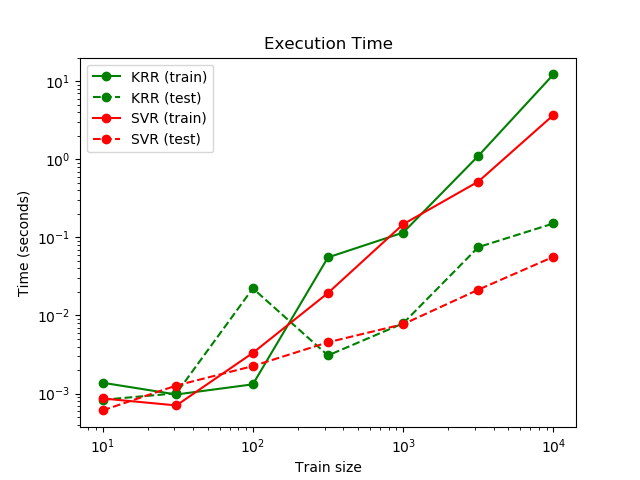 Execution Time
KRR (train)
KRR (test)
SVR (train)
SVR (test)
Time (seconds)
10¹
10⁰
10⁻¹
10⁻²
10⁻³
10¹ 10² 10³ 10⁴
Train size